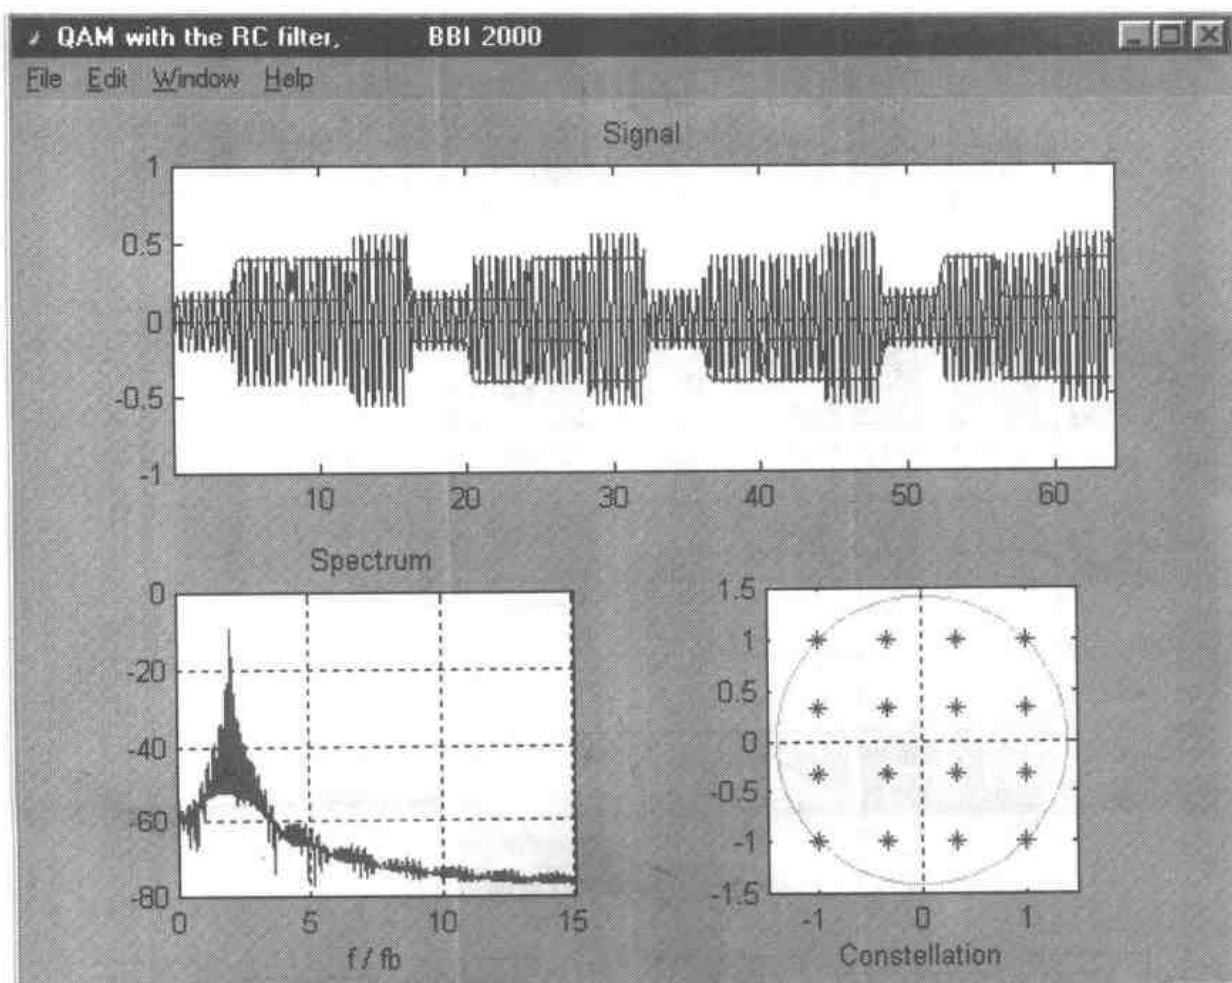 QAM with the RC filter, BBI 2000
File Edit Window Help
Signal
1
0.5
0
-0.5
-1
10 20 30 40 50 60
Spectrum
0
-20
-40
-60
-80
0 5 10 15
f / fb
1.5
1
0.5
0
-0.5
-1
-1.5
-1 0 1
Constellation